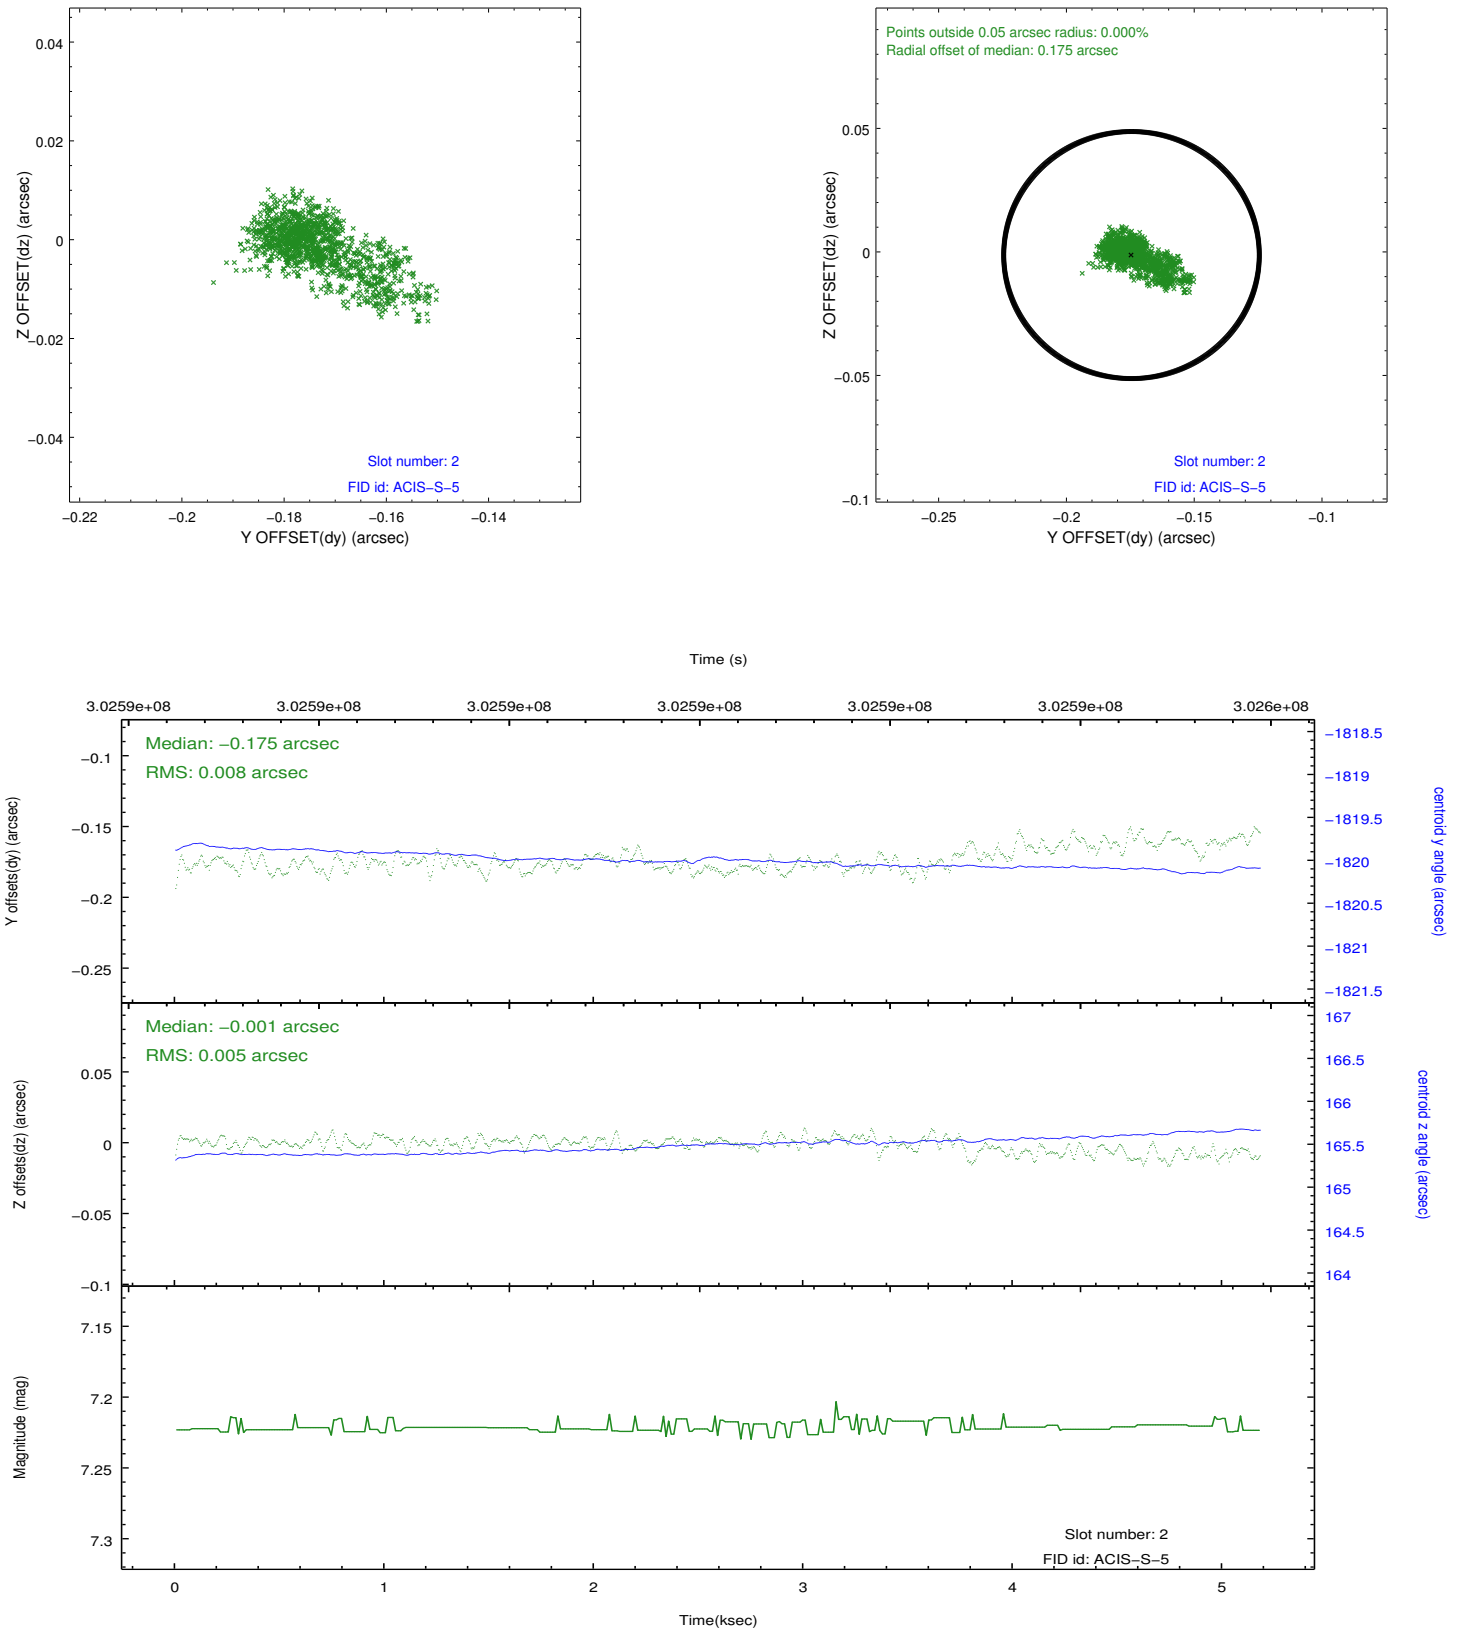 0.04
0.02
0
−0.02
−0.04
Z OFFSET(dz) (arcsec)
Slot number: 2
FID id: ACIS−S−5
−0.22
−0.2
−0.18
−0.16
−0.14
Y OFFSET(dy) (arcsec)
Points outside 0.05 arcsec radius: 0.000%
Radial offset of median: 0.175 arcsec
0.05
0
−0.05
−0.1
Z OFFSET(dz) (arcsec)
Slot number: 2
FID id: ACIS−S−5
−0.25
−0.2
−0.15
−0.1
Y OFFSET(dy) (arcsec)
Time (s)
3.0259e+08
3.0259e+08
3.0259e+08
3.0259e+08
3.0259e+08
3.0259e+08
3.026e+08
Median: −0.175 arcsec
RMS: 0.008 arcsec
−0.1
−0.15
−0.2
−0.25
Y offsets(dy) (arcsec)
−1818.5
−1819
−1819.5
−1820
−1820.5
−1821
−1821.5
centroid y angle (arcsec)
Median: −0.001 arcsec
RMS: 0.005 arcsec
0.05
0
−0.05
−0.1
Z offsets(dz) (arcsec)
167
166.5
166
165.5
165
164.5
164
centroid z angle (arcsec)
7.15
7.2
7.25
7.3
Magnitude (mag)
Slot number: 2
FID id: ACIS−S−5
0
1
2
3
4
5
Time(ksec)